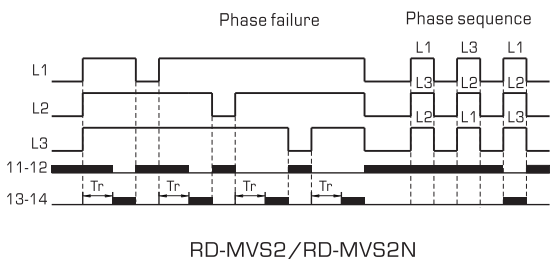 Phase failure Phase sequence
L1 L3 L1
L1
L3 L2 L2
L2
L2 L1 L3
L3
11-12
Tr Tr Tr Tr
13-14
RD-MVS2/RD-MVS2N